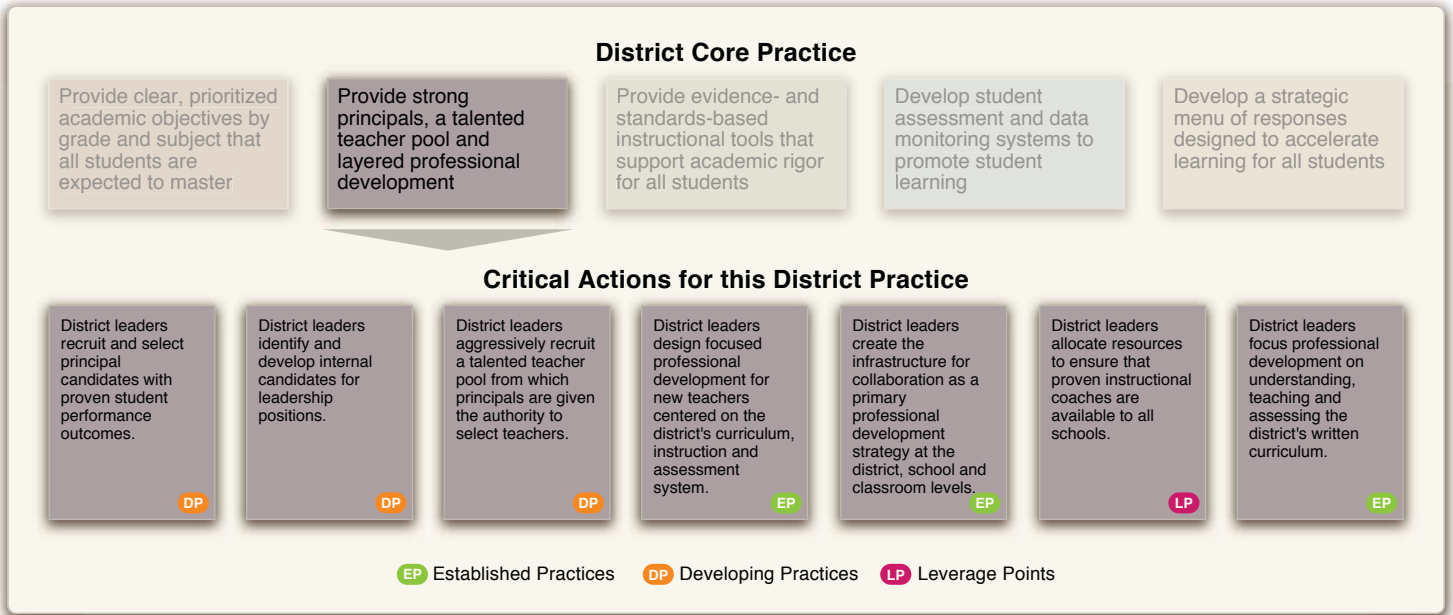 District Core Practice
Provide clear, prioritized
academic objectives by
grade and subject that
all students are
expected to master
Provide strong
principals, a talented
teacher pool and
layered professional
development
Provide evidence- and
standards-based
instructional tools that
support academic rigor
for all students
Develop student
assessment and data
monitoring systems to
promote student
learning
Develop a strategic
menu of responses
designed to accelerate
learning for all students
Critical Actions for this District Practice
District leaders
recruit and select
principal
candidates with
proven student
performance
outcomes.
DP
District leaders
identify and
develop internal
candidates for
leadership
positions.
DP
District leaders
aggressively recruit
a talented teacher
pool from which
principals are given
the authority to
select teachers.
DP
District leaders
design focused
professional
development for
new teachers
centered on the
district's curriculum,
instruction and
assessment
system.
EP
District leaders
create the
infrastructure for
collaboration as a
primary
professional
development
strategy at the
district, school and
classroom levels.
EP
District leaders
allocate resources
to ensure that
proven instructional
coaches are
available to all
schools.
LP
District leaders
focus professional
development on
understanding,
teaching and
assessing the
district's written
curriculum.
EP
EP Established Practices DP Developing Practices LP Leverage Points